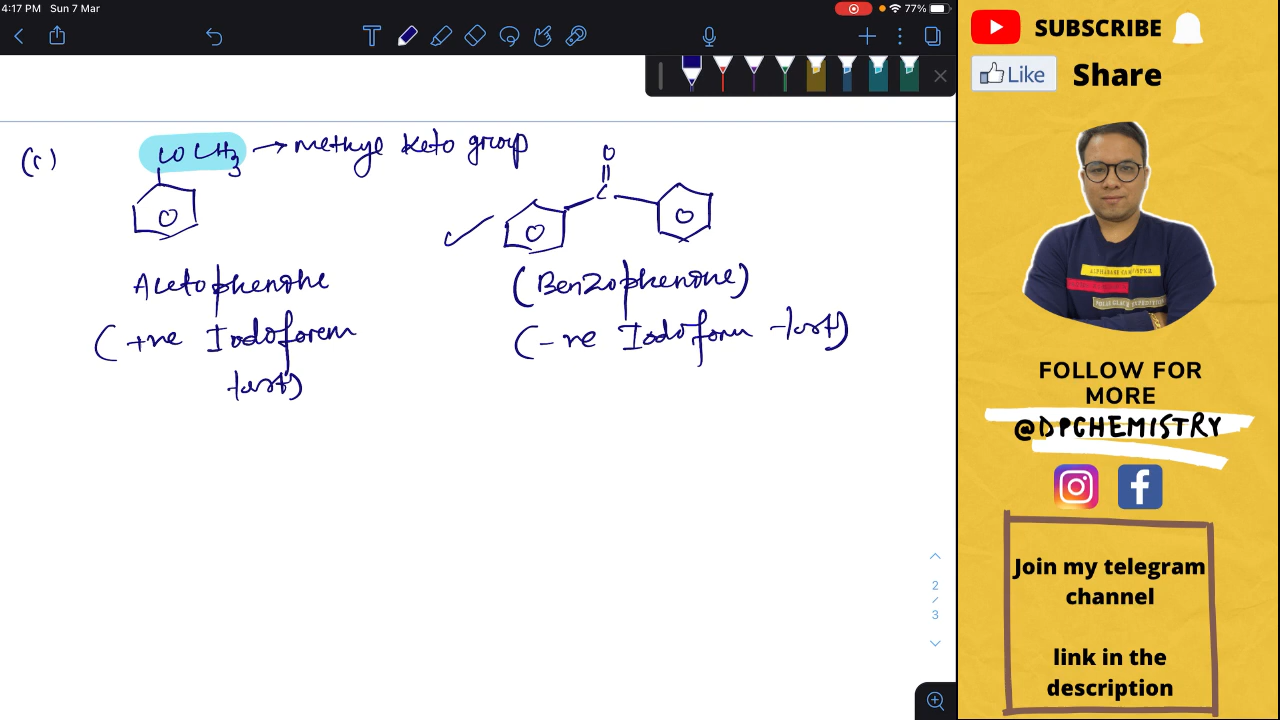 4:17 PM Sun 7 Mar
77%
(c)
COCH3 → methyl keto group
O
C
Acetophenone
(Benzophenone)
(+ve Iodoform
test)
(-ve Iodoform test)
2
/
3
SUBSCRIBE
Like
Share
FOLLOW FOR
MORE
@DPCHEMISTRY
Join my telegram
channel
link in the
description